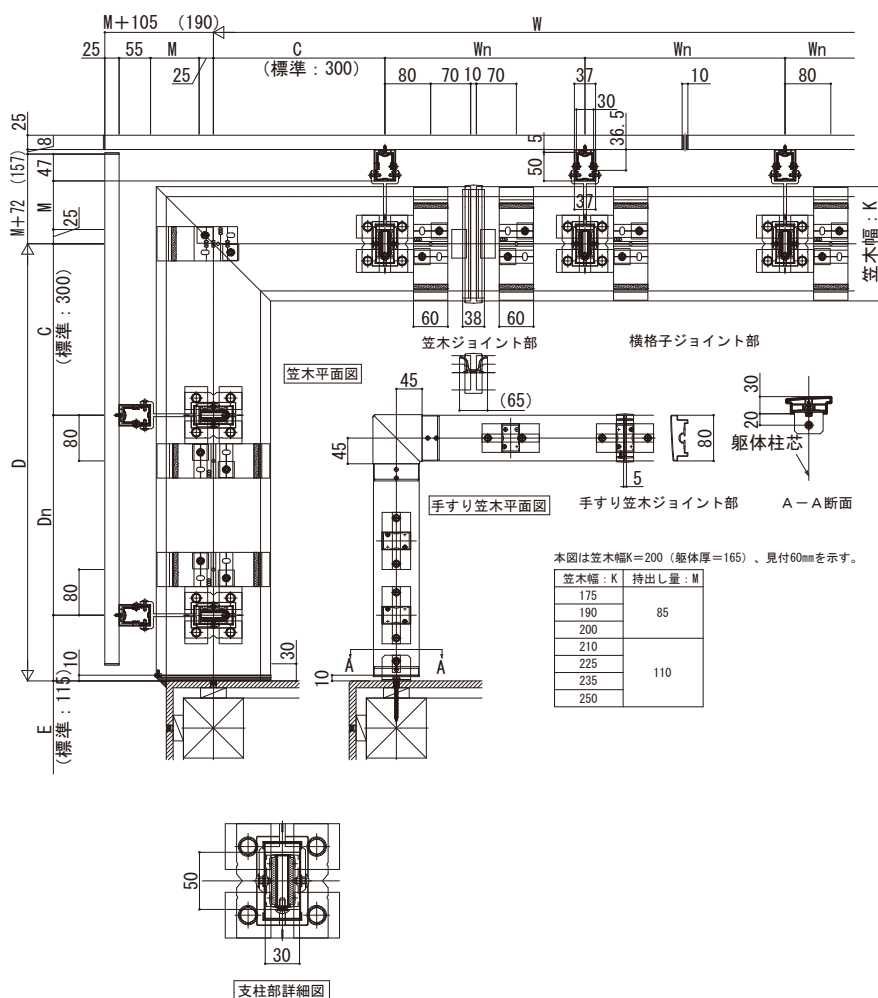 M＋105 (190)
W
25
55
M
25
C
(標準：300)
Wn
Wn
Wn
80
70
10
70
37
30
10
80
25
8
5
50
36.5
37
M＋72 (157)
47
M
25
笠木幅：K
C
(標準：300)
60
38
60
笠木ジョイント部
横格子ジョイント部
笠木平面図
(65)
45
45
80
5
30
20
躯体柱芯
手すり笠木平面図
手すり笠木ジョイント部
A－A断面
D
80
Dn
80
10
30
10
A
A
E
(標準：115)
本図は笠木幅K＝200（躯体厚＝165）、見付60mmを示す。
笠木幅：K 持出し量：M
175
190
200
85
210
225
235
250
110
50
30
支柱部詳細図